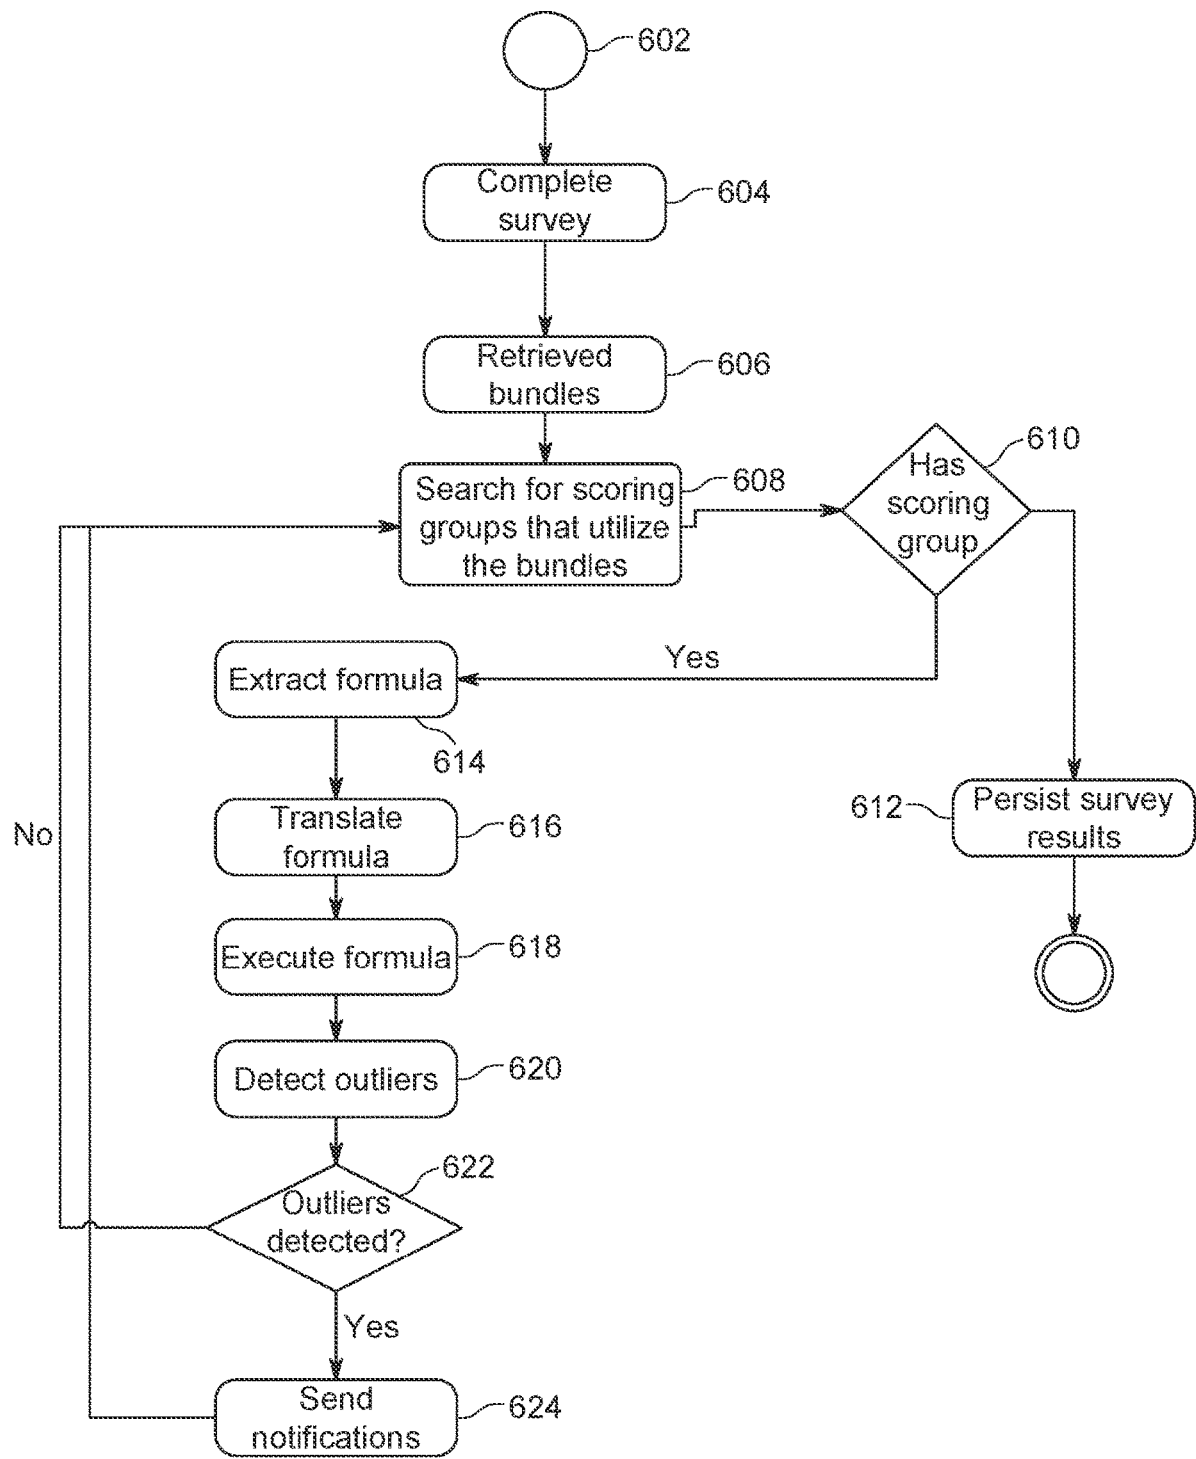 602
Complete
survey
604
Retrieved
bundles
606
Search for scoring
groups that utilize
the bundles
608
Has
scoring
group
610
Yes
Extract formula
614
Persist survey
results
612
Translate
formula
616
No
Execute formula
618
Detect outliers
620
Outliers
detected?
622
Yes
Send
notifications
624